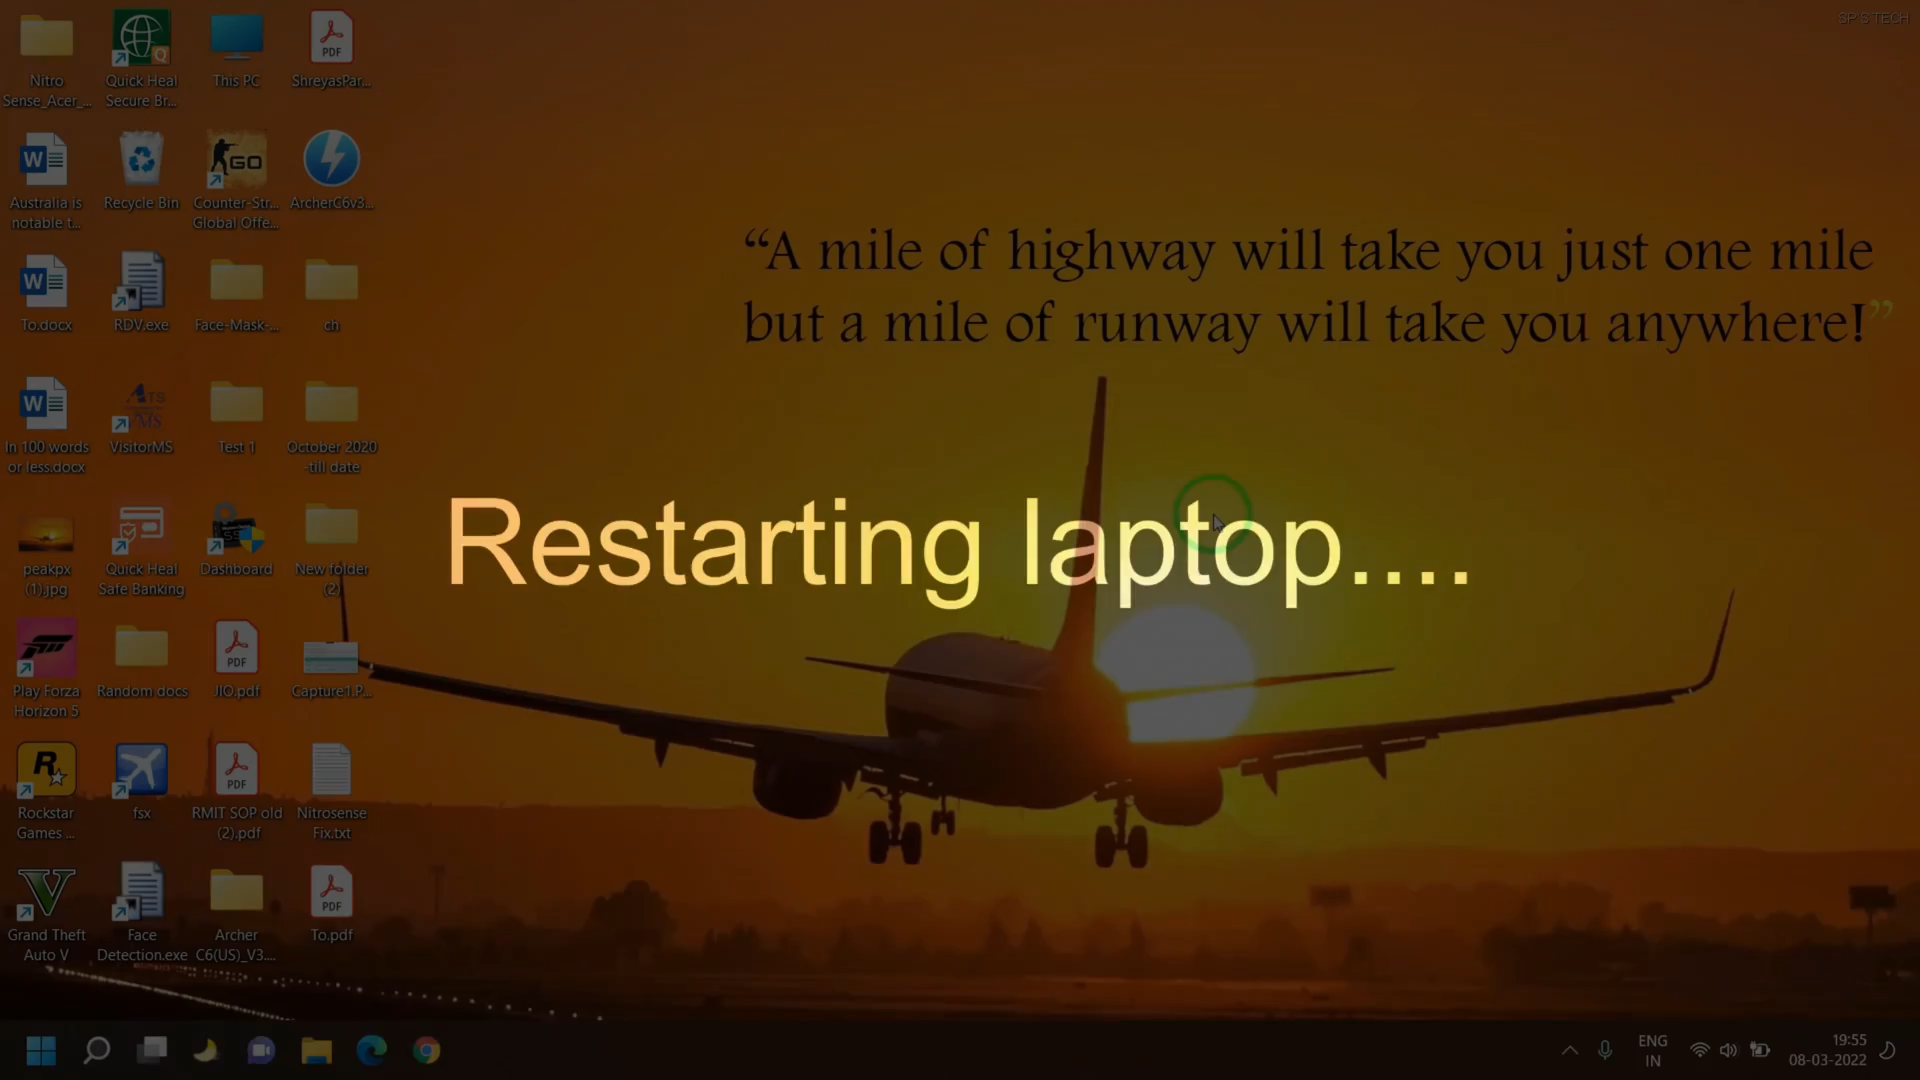 SP'S TECH
Nitro
Sense_Acer_...
Quick Heal
Secure Br...
This PC
PDF
ShreyasPar...
W
Australia is
notable t...
Recycle Bin
GO
Counter-Str...
Global Offe...
ArcherC6v3...
“A mile of highway will take you just one mile
but a mile of runway will take you anywhere!”
W
To.docx
RDV.exe
Face-Mask-...
ch
W
In 100 words
or less.docx
VisitorMS
Test 1
October 2020
-till date
Restarting laptop....
peakpx
(1).jpg
Quick Heal
Safe Banking
Dashboard
New folder
(2)
Play Forza
Horizon 5
Random docs
PDF
JIO.pdf
Capture1.P...
R
Rockstar
Games ...
fsx
PDF
RMIT SOP old
(2).pdf
Nitrosense
Fix.txt
V
Grand Theft
Auto V
Face
Detection.exe
Archer
C6(US)_V3....
PDF
To.pdf
ENG
IN
19:55
08-03-2022